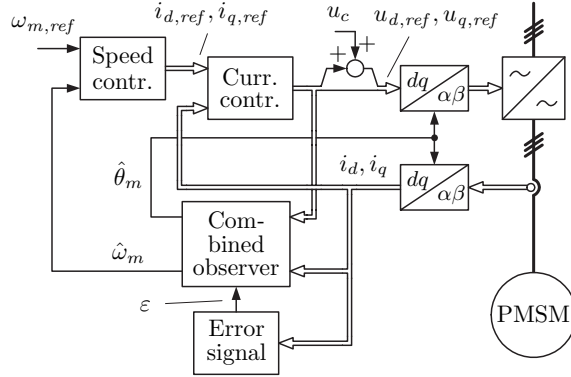 ω_{m,ref}
i_{d,ref}, i_{q,ref}
u_c
u_{d,ref}, u_{q,ref}
+
+
Speed
contr.
Curr.
contr.
dq
αβ
~
~
θ̂_m
i_d, i_q
dq
αβ
ω̂_m
Com-
bined
observer
ε
Error
signal
PMSM